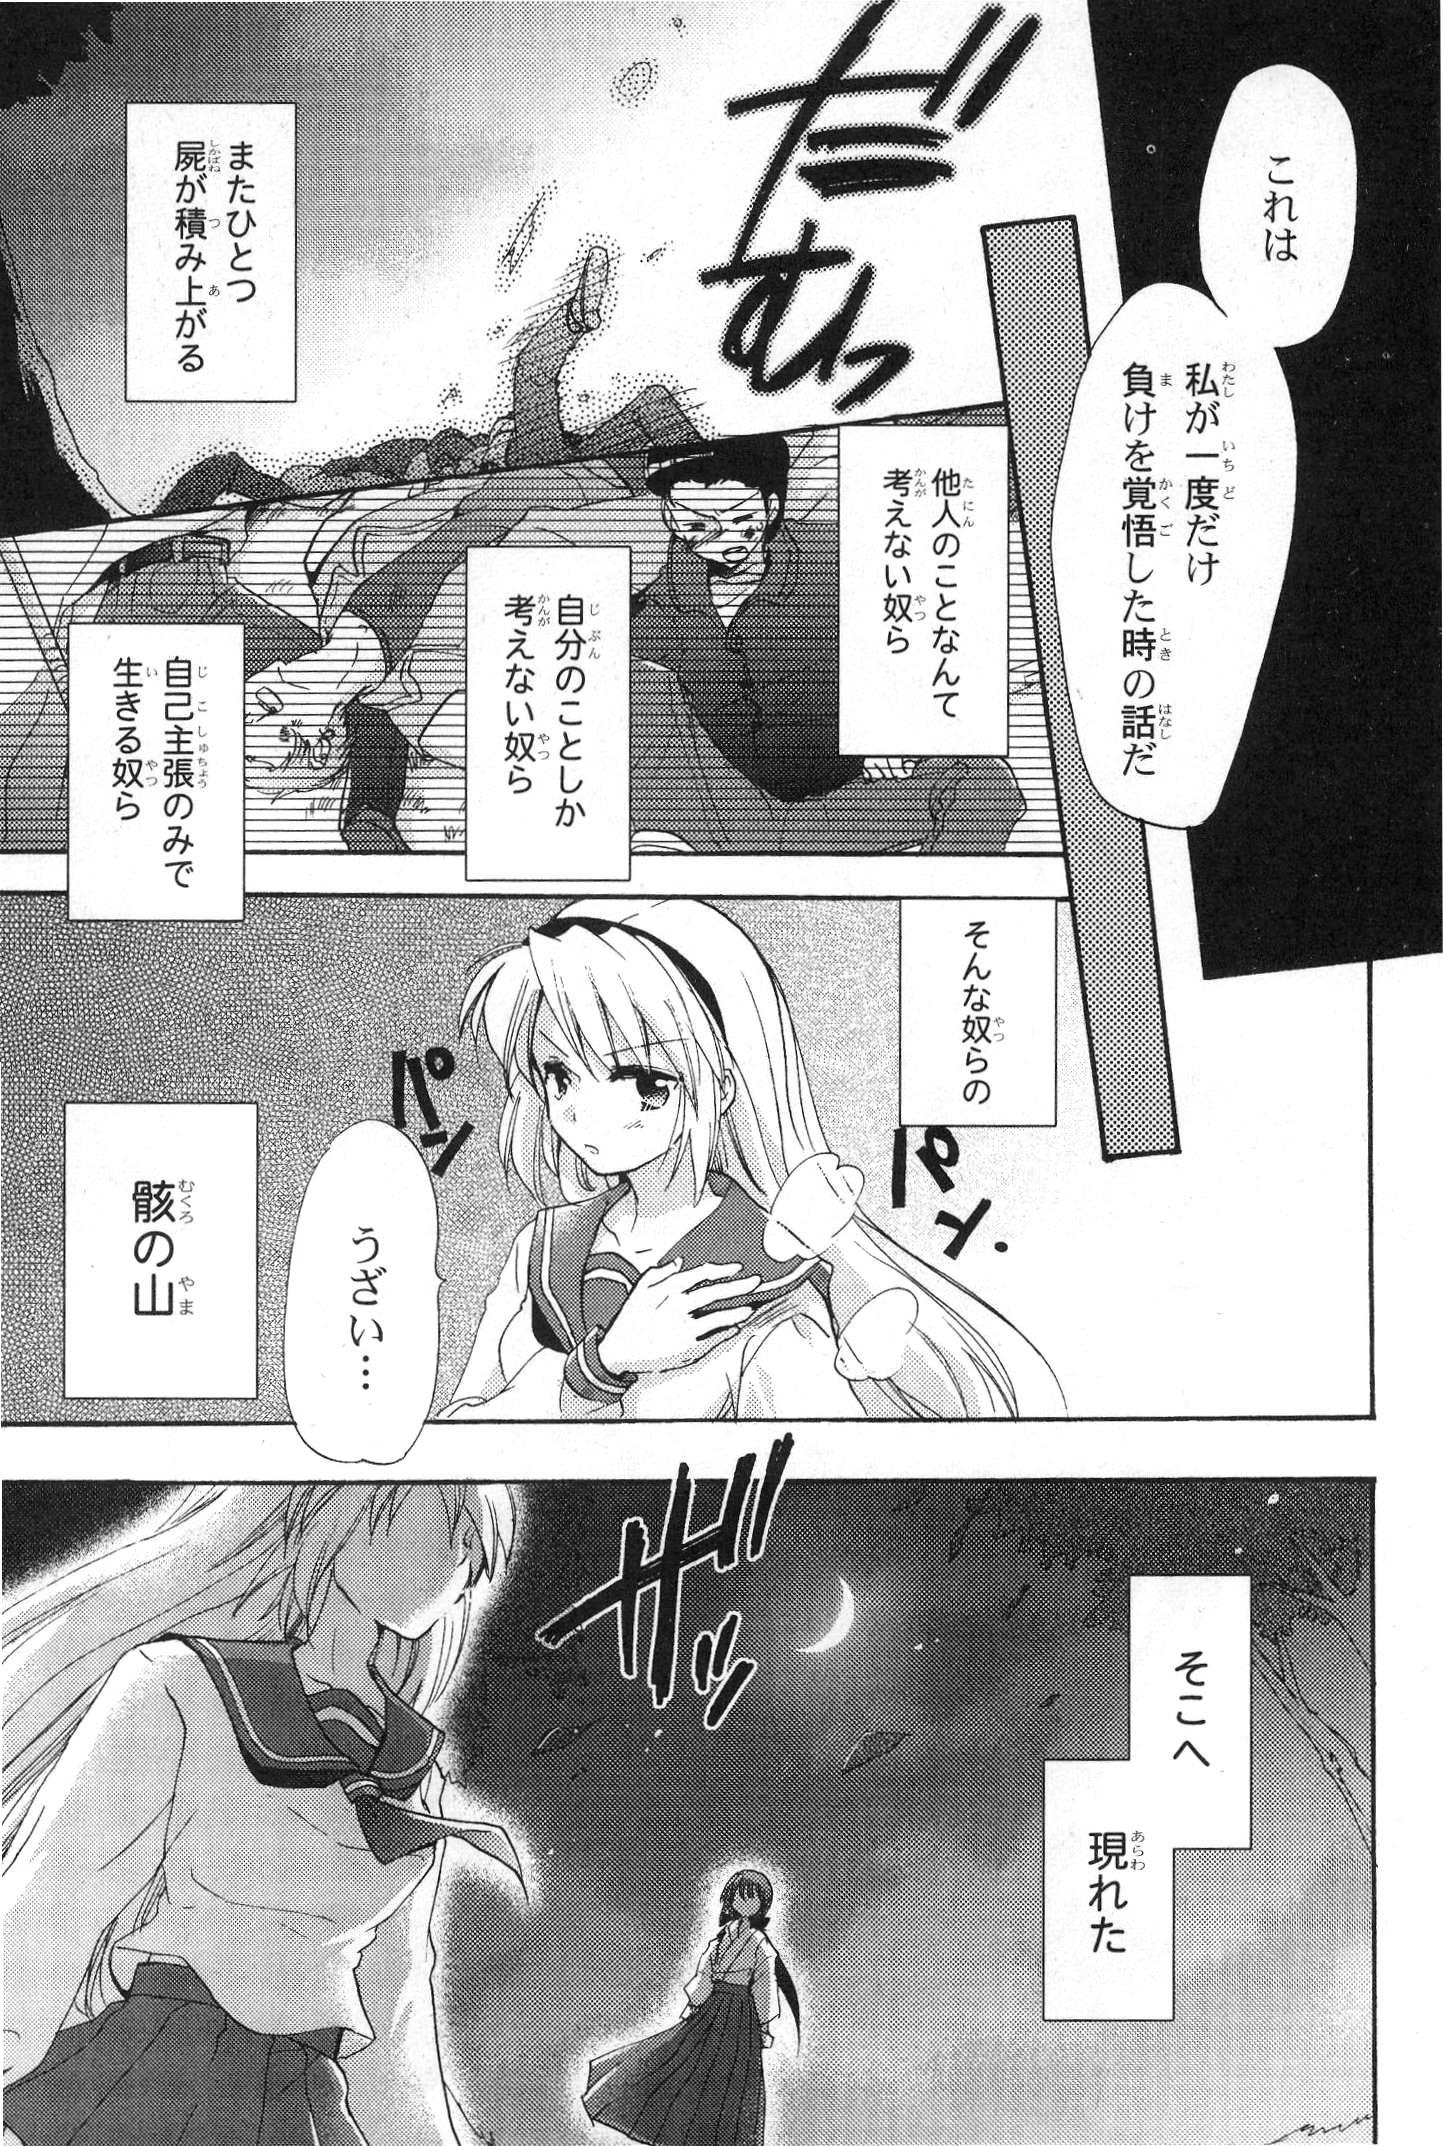 これは
私が一度だけ
負けを覚悟した時の話だ
ドーーー
むっ
またひとつ
屍が積み上がる
他人のことなんて
考えない奴ら
自分のことしか
考えない奴ら
自己主張のみで
生きる奴ら
そんな奴らの
パン
パン
うざい…
骸の山
そこへ
現れた
ザッ